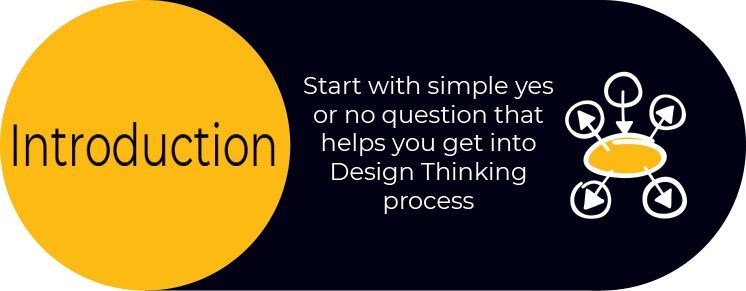 Introduction
Start with simple yes
or no question that
helps you get into
Design Thinking
process